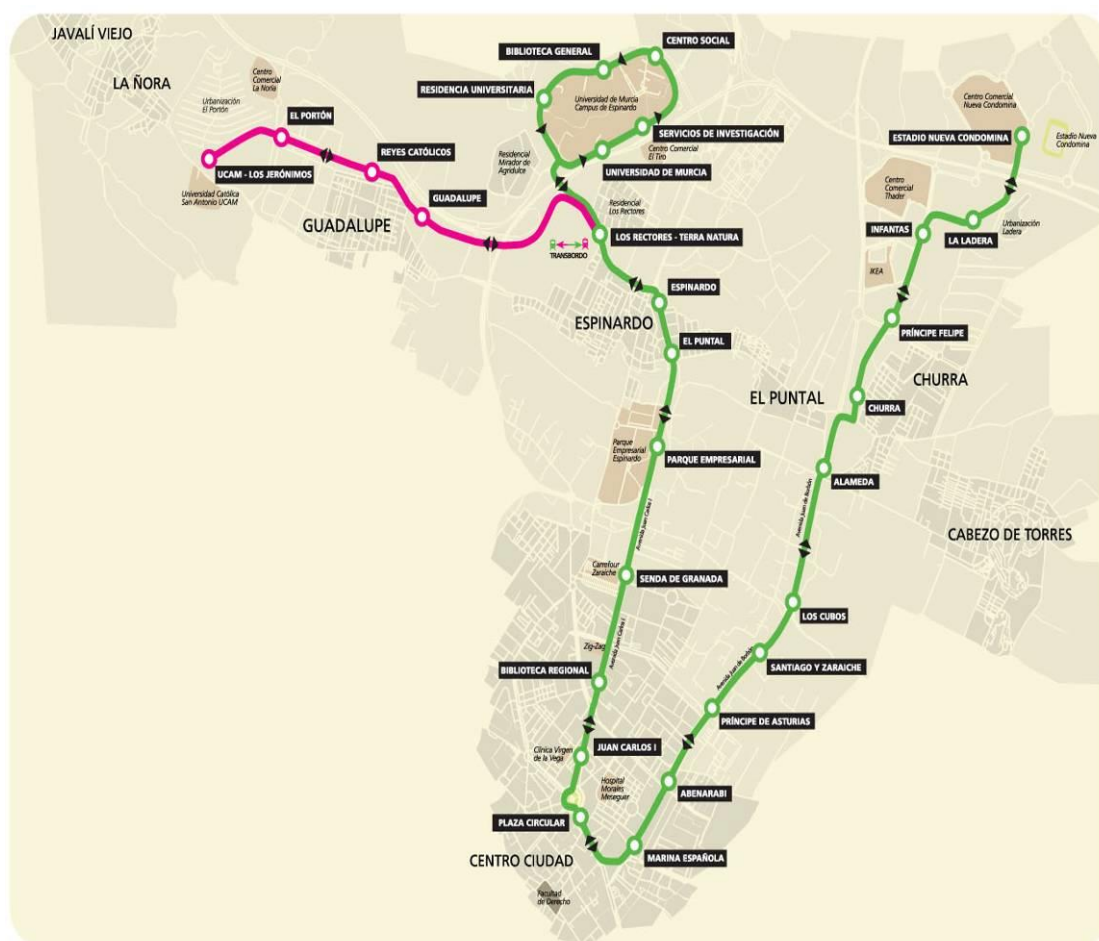 JAVALÍ VIEJO
LA ÑORA
Centro
Comercial
La Noria
Urbanización
El Portón
EL PORTÓN
UCAM - LOS JERÓNIMOS
REYES CATÓLICOS
Universidad Católica
San Antonio UCAM
GUADALUPE
GUADALUPE
BIBLIOTECA GENERAL
CENTRO SOCIAL
RESIDENCIA UNIVERSITARIA
Universidad de Murcia
Campus de Espinardo
SERVICIOS DE INVESTIGACIÓN
Centro Comercial
El Tiro
Residencial
Mirador de
Agridulce
UNIVERSIDAD DE MURCIA
Residencial
Los Rectores
LOS RECTORES - TERRA NATURA
TRANSBORDO
ESPINARDO
ESPINARDO
EL PUNTAL
Parque
Empresarial
Espinardo
PARQUE EMPRESARIAL
Avenida Juan Carlos I
Carrefour
Zaraiche
SENDA DE GRANADA
Avenida Juan Carlos I
Zig-Zag
BIBLIOTECA REGIONAL
Clínica Virgen
de la Vega
JUAN CARLOS I
Hospital
Morales
Meseguer
PLAZA CIRCULAR
CENTRO CIUDAD
Facultad
de Derecho
MARINA ESPAÑOLA
ABENARABI
PRÍNCIPE DE ASTURIAS
Avenida Juan de Borbón
SANTIAGO Y ZARAICHE
LOS CUBOS
Avenida Juan de Borbón
ALAMEDA
CABEZO DE TORRES
EL PUNTAL
CHURRA
CHURRA
PRÍNCIPE FELIPE
IKEA
INFANTAS
LA LADERA
Urbanización
Ladera
Centro
Comercial
Thader
ESTADIO NUEVA CONDOMINA
Centro Comercial
Nueva Condomina
Estadio Nueva
Condomina